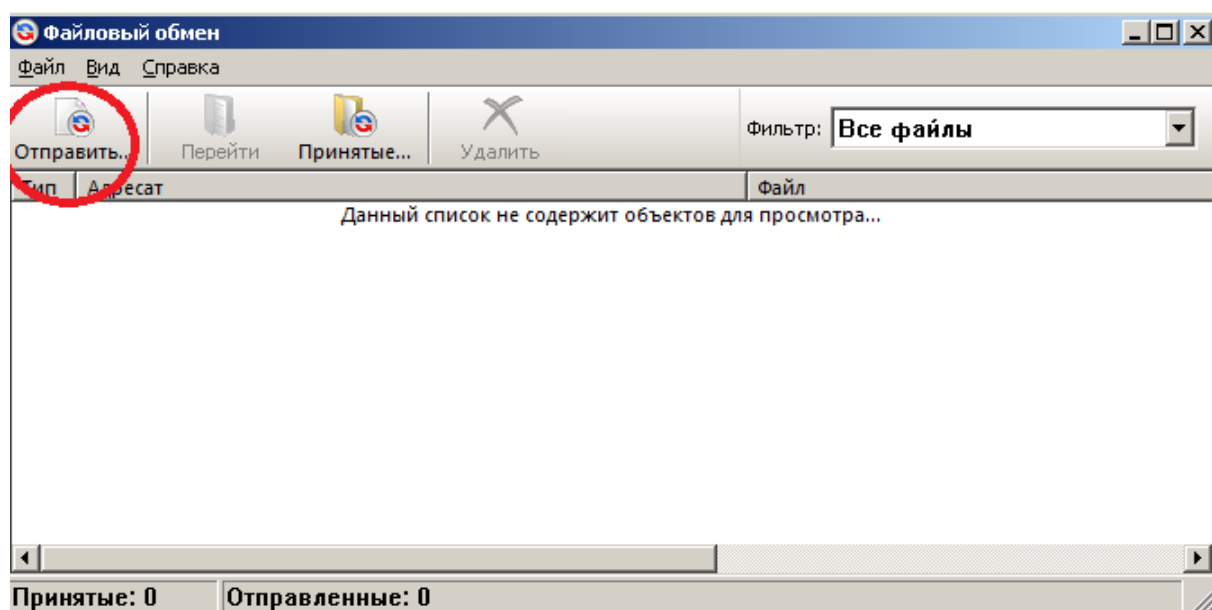 Файловый обмен
Файл Вид Справка
Отправить... Перейти Принятые... Удалить Фильтр: Все файлы
Тип Адресат Файл
Данный список не содержит объектов для просмотра...
Принятые: 0 Отправленные: 0